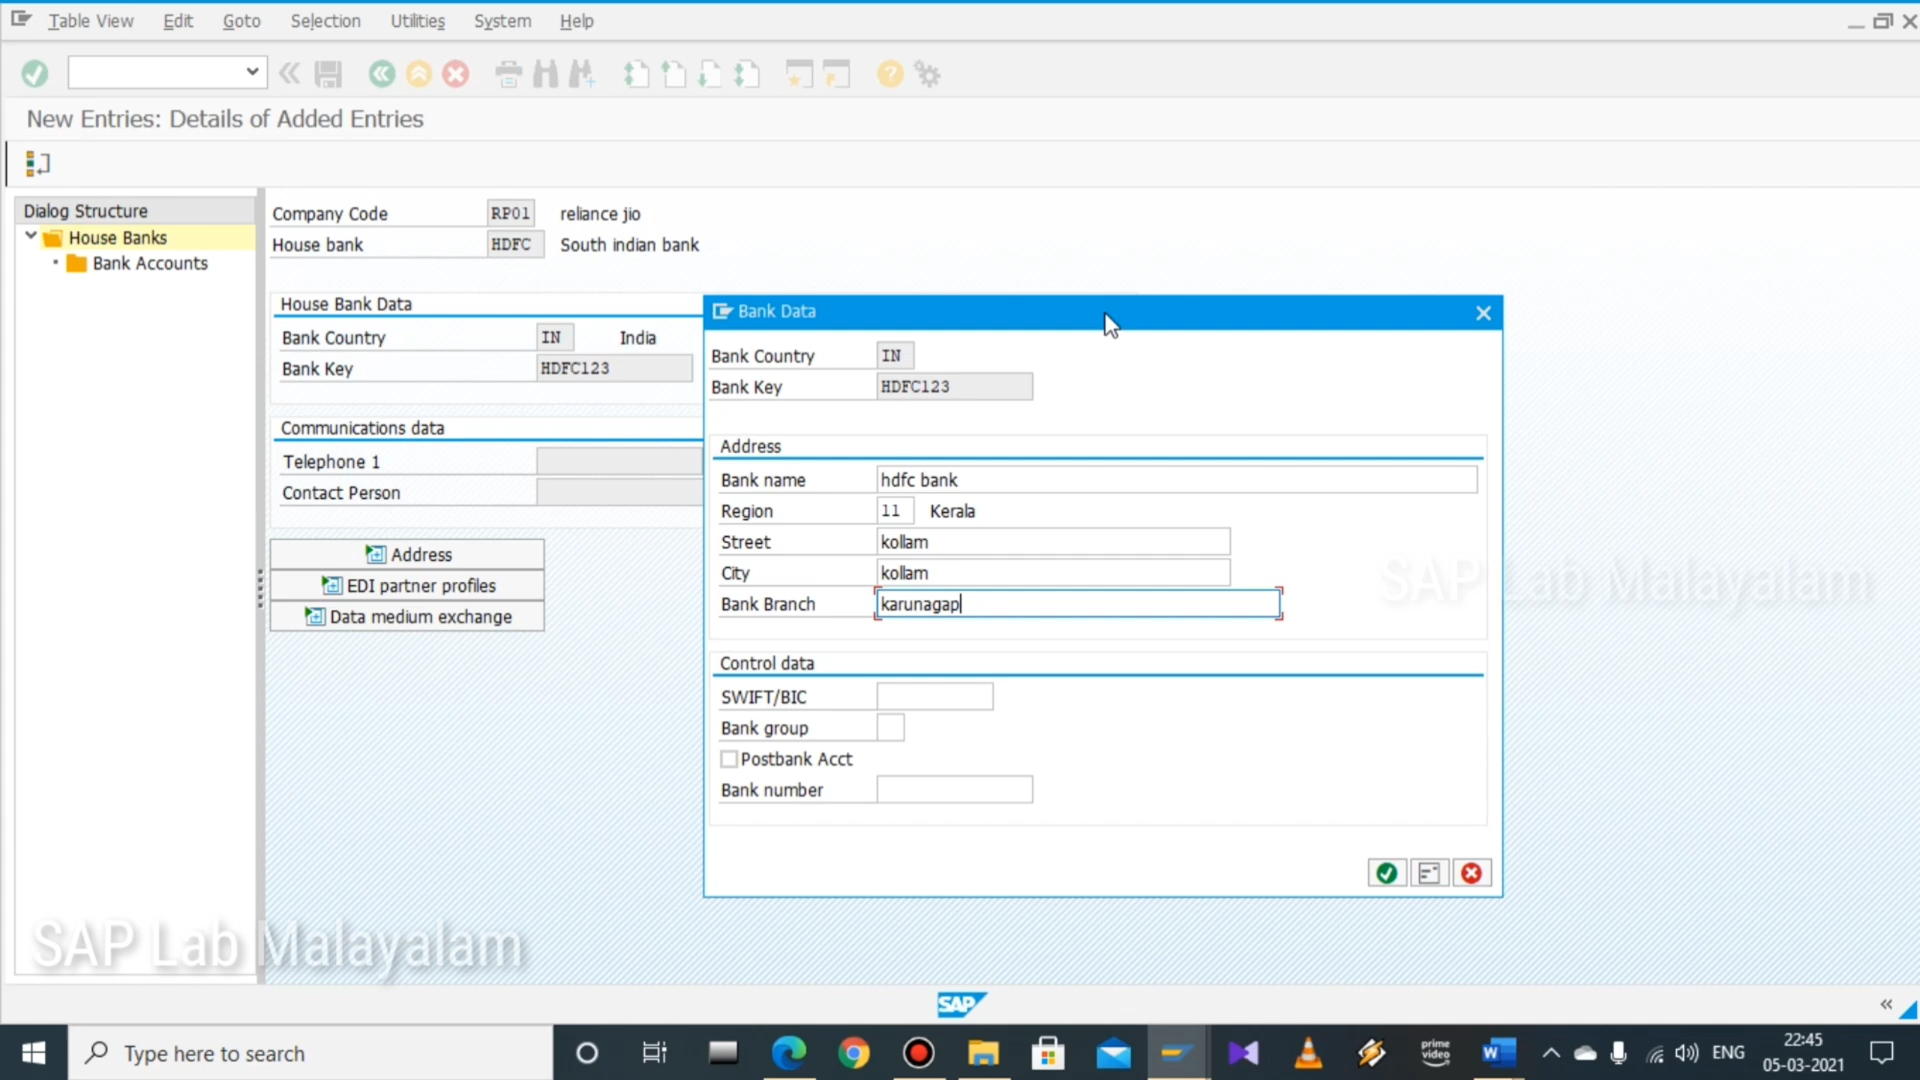 Table View Edit Goto Selection Utilities System Help
New Entries: Details of Added Entries
Dialog Structure
House Banks
Bank Accounts
Company Code RP01 reliance jio
House bank HDFC South indian bank
House Bank Data
Bank Country IN India
Bank Key HDFC123
Communications data
Telephone 1
Contact Person
Address
EDI partner profiles
Data medium exchange
Bank Data
Bank Country IN
Bank Key HDFC123
Address
Bank name hdfc bank
Region 11 Kerala
Street kollam
City kollam
Bank Branch karunagap
Control data
SWIFT/BIC
Bank group
Postbank Acct
Bank number
SAP Lab Malayalam
SAP Lab Malayalam
SAP
Type here to search
prime video
W
ENG
22:45
05-03-2021